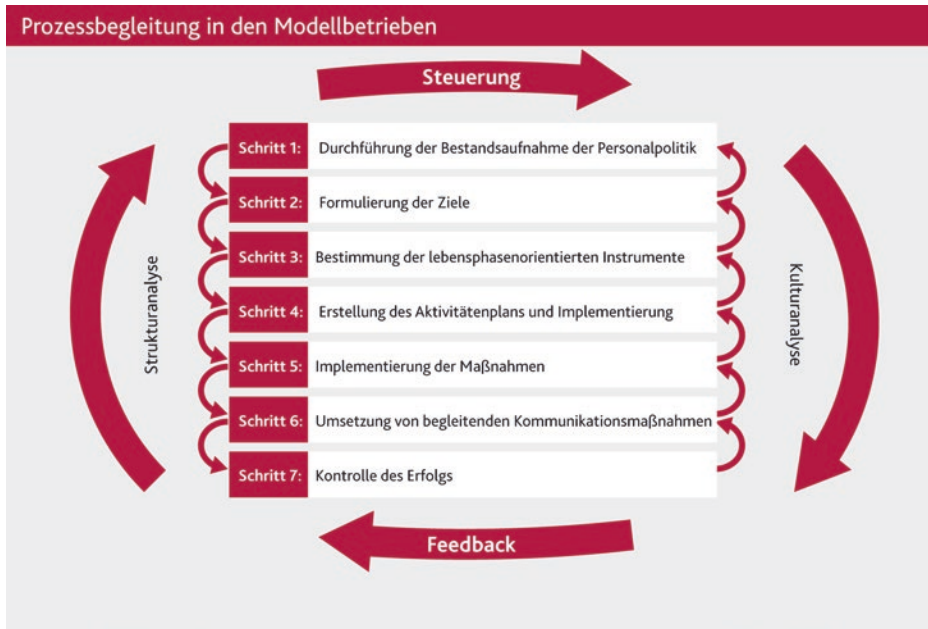 Prozessbegleitung in den Modellbetrieben
Steuerung
Strukturanalyse
Schritt 1: Durchführung der Bestandsaufnahme der Personalpolitik
Schritt 2: Formulierung der Ziele
Schritt 3: Bestimmung der lebensphasenorientierten Instrumente
Schritt 4: Erstellung des Aktivitätenplans und Implementierung
Schritt 5: Implementierung der Maßnahmen
Schritt 6: Umsetzung von begleitenden Kommunikationsmaßnahmen
Schritt 7: Kontrolle des Erfolgs
Kulturanalyse
Feedback